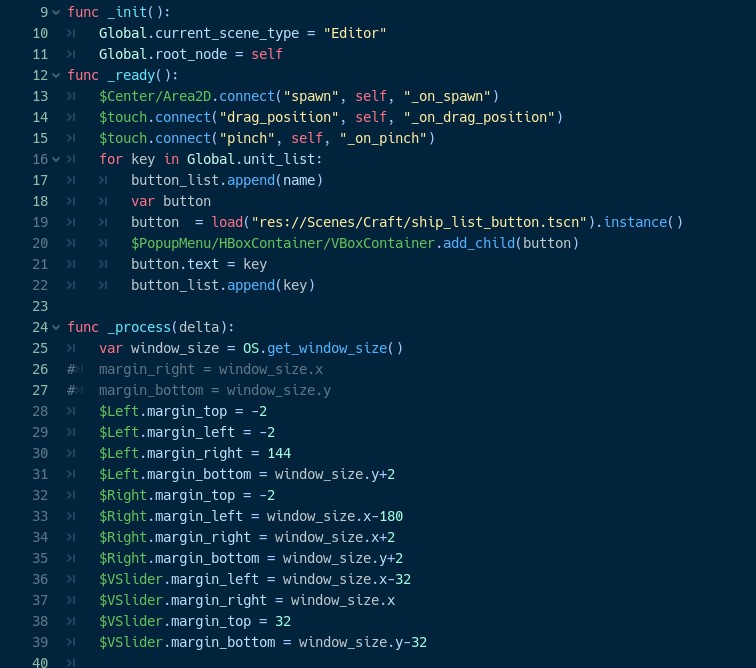 9 func _init():
10 Global.current_scene_type = "Editor"
11 Global.root_node = self
12 func _ready():
13 $Center/Area2D.connect("spawn", self, "_on_spawn")
14 $touch.connect("drag_position", self, "_on_drag_position")
15 $touch.connect("pinch", self, "_on_pinch")
16 for key in Global.unit_list:
17 button_list.append(name)
18 var button
19 button  = load("res://Scenes/Craft/ship_list_button.tscn").instance()
20 $PopupMenu/HBoxContainer/VBoxContainer.add_child(button)
21 button.text = key
22 button_list.append(key)
23
24 func _process(delta):
25 var window_size = OS.get_window_size()
26 # margin_right = window_size.x
27 # margin_bottom = window_size.y
28 $Left.margin_top = -2
29 $Left.margin_left = -2
30 $Left.margin_right = 144
31 $Left.margin_bottom = window_size.y+2
32 $Right.margin_top = -2
33 $Right.margin_left = window_size.x-180
34 $Right.margin_right = window_size.x+2
35 $Right.margin_bottom = window_size.y+2
36 $VSlider.margin_left = window_size.x-32
37 $VSlider.margin_right = window_size.x
38 $VSlider.margin_top = 32
39 $VSlider.margin_bottom = window_size.y-32
40